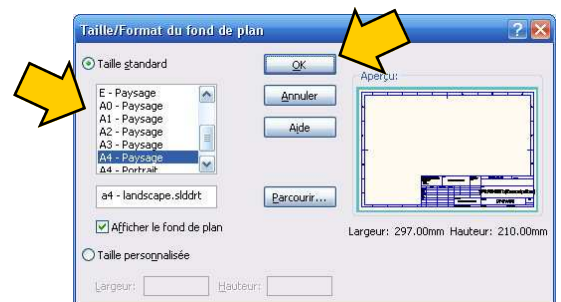 Taille/Format du fond de plan
Taille standard
E - Paysage
A0 - Paysage
A1 - Paysage
A2 - Paysage
A3 - Paysage
A4 - Paysage
A4 - Portrait
a4 - landscape.slddrt
Afficher le fond de plan
Taille personnalisée
Largeur:
Hauteur:
OK
Annuler
Aide
Parcourir...
Aperçu:
Largeur: 297.00mm Hauteur: 210.00mm